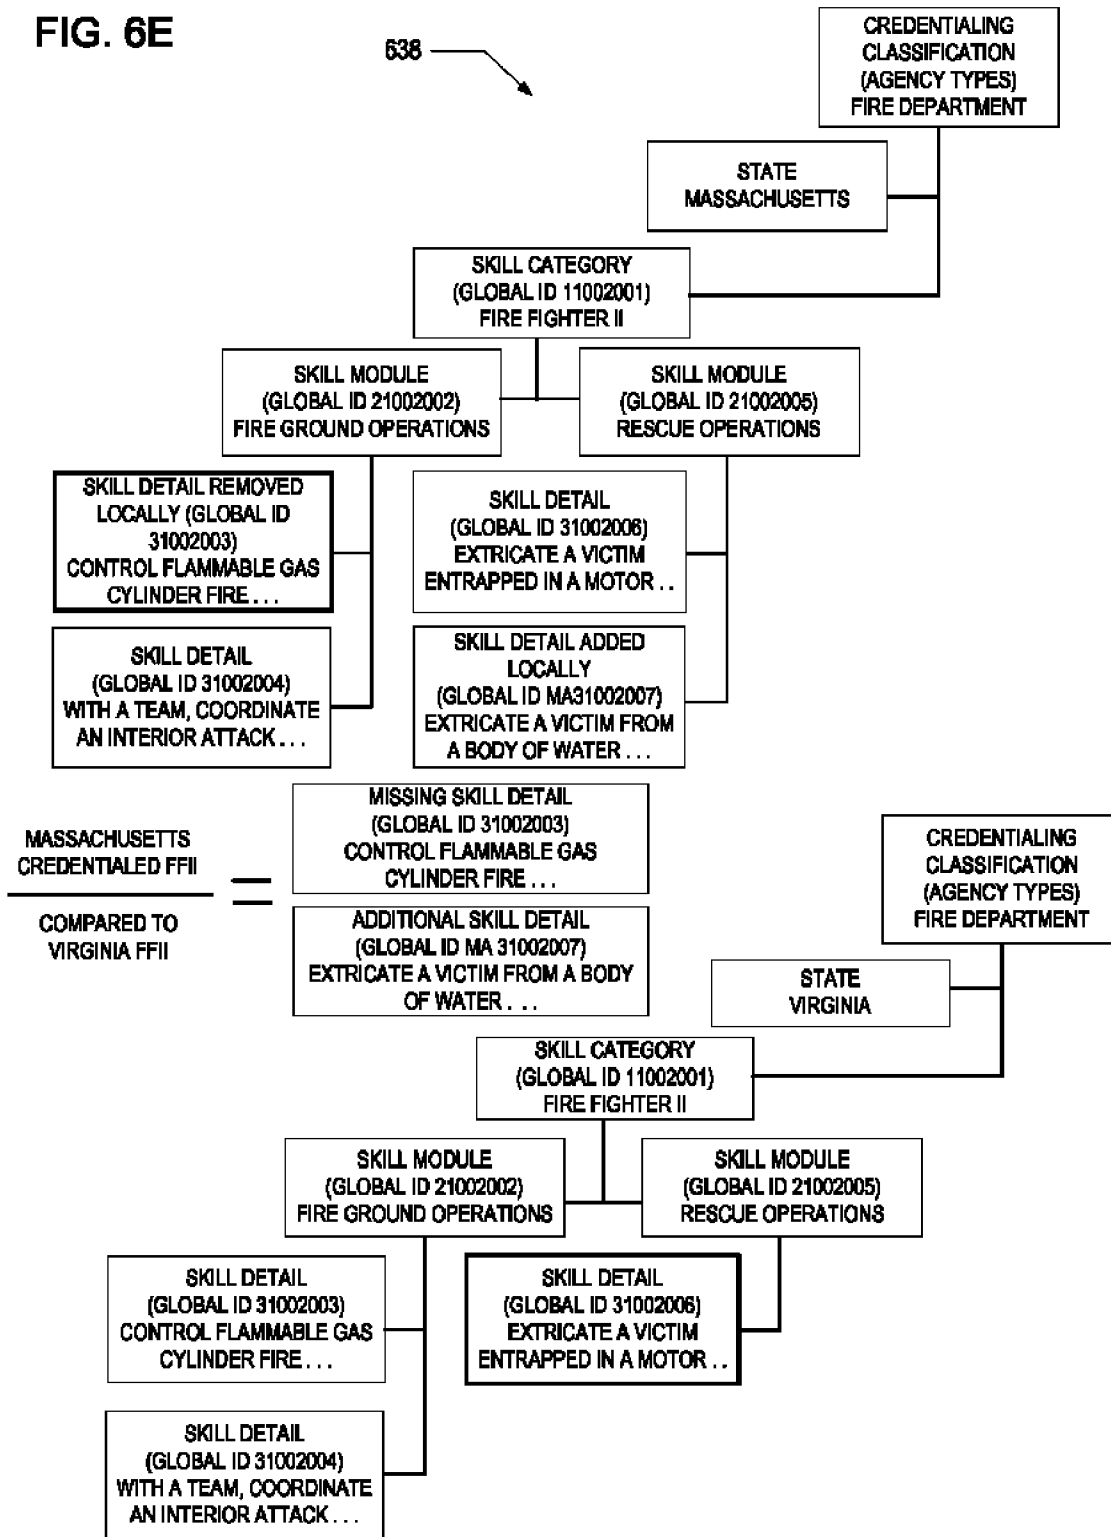 FIG. 6E
638
CREDENTIALING
CLASSIFICATION
(AGENCY TYPES)
FIRE DEPARTMENT
STATE
MASSACHUSETTS
SKILL CATEGORY
(GLOBAL ID 11002001)
FIRE FIGHTER II
SKILL MODULE
(GLOBAL ID 21002002)
FIRE GROUND OPERATIONS
SKILL MODULE
(GLOBAL ID 21002005)
RESCUE OPERATIONS
SKILL DETAIL REMOVED
LOCALLY (GLOBAL ID
31002003)
CONTROL FLAMMABLE GAS
CYLINDER FIRE . . .
SKILL DETAIL
(GLOBAL ID 31002006)
EXTRICATE A VICTIM
ENTRAPPED IN A MOTOR . .
SKILL DETAIL
(GLOBAL ID 31002004)
WITH A TEAM, COORDINATE
AN INTERIOR ATTACK . . .
SKILL DETAIL ADDED
LOCALLY
(GLOBAL ID MA31002007)
EXTRICATE A VICTIM FROM
A BODY OF WATER . . .
MASSACHUSETTS
CREDENTIALED FFII
COMPARED TO
VIRGINIA FFII
=
MISSING SKILL DETAIL
(GLOBAL ID 31002003)
CONTROL FLAMMABLE GAS
CYLINDER FIRE . . .
ADDITIONAL SKILL DETAIL
(GLOBAL ID MA 31002007)
EXTRICATE A VICTIM FROM A BODY
OF WATER . . .
CREDENTIALING
CLASSIFICATION
(AGENCY TYPES)
FIRE DEPARTMENT
STATE
VIRGINIA
SKILL CATEGORY
(GLOBAL ID 11002001)
FIRE FIGHTER II
SKILL MODULE
(GLOBAL ID 21002002)
FIRE GROUND OPERATIONS
SKILL MODULE
(GLOBAL ID 21002005)
RESCUE OPERATIONS
SKILL DETAIL
(GLOBAL ID 31002003)
CONTROL FLAMMABLE GAS
CYLINDER FIRE . . .
SKILL DETAIL
(GLOBAL ID 31002006)
EXTRICATE A VICTIM
ENTRAPPED IN A MOTOR . .
SKILL DETAIL
(GLOBAL ID 31002004)
WITH A TEAM, COORDINATE
AN INTERIOR ATTACK . . .